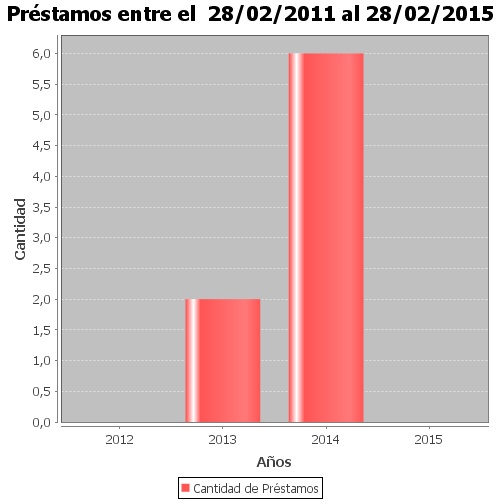 Préstamos entre el  28/02/2011 al 28/02/2015
6,0
5,5
5,0
4,5
4,0
3,5
3,0
2,5
2,0
1,5
1,0
0,5
0,0
Cantidad
2012 2013 2014 2015
Años
Cantidad de Préstamos